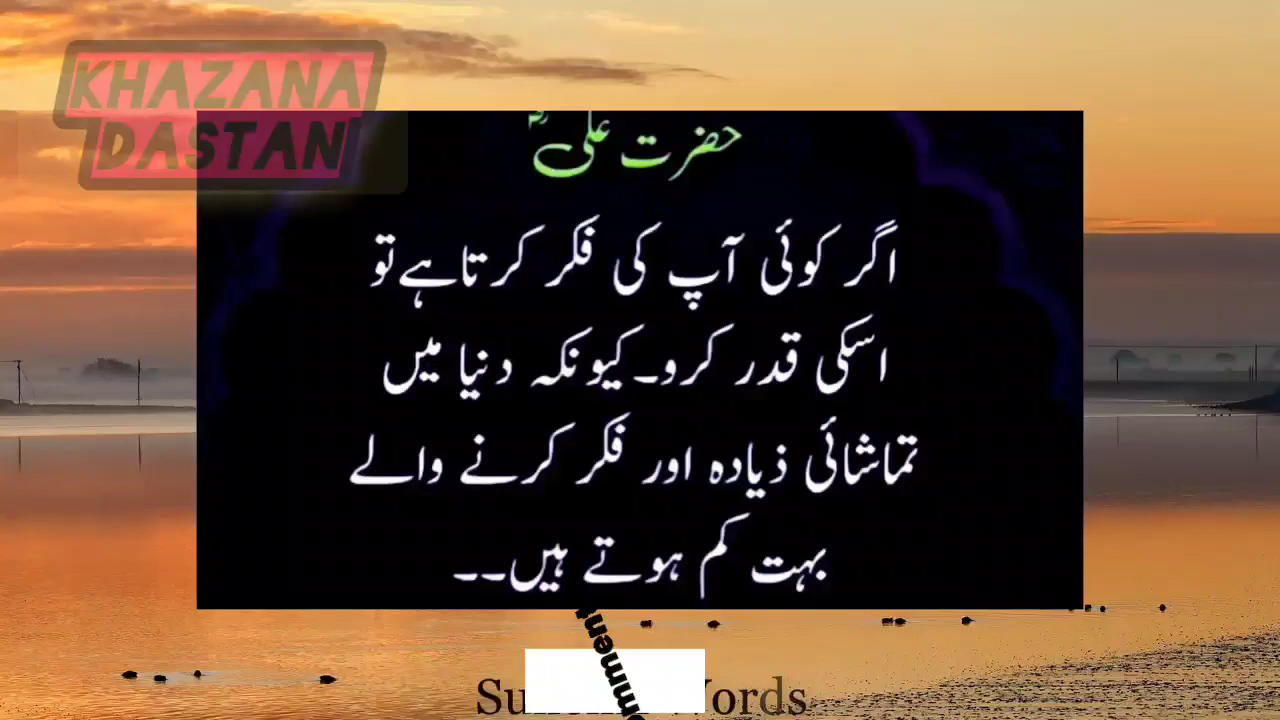 KHAZANA
DASTAN
حضرت علیؓ
اگر کوئی آپ کی فکر کرتا ہے تو
اسکی قدر کرو۔ کیونکہ دنیا میں
تماشائی ذیادہ اور فکر کرنے والے
بہت کم ہوتے ہیں۔۔